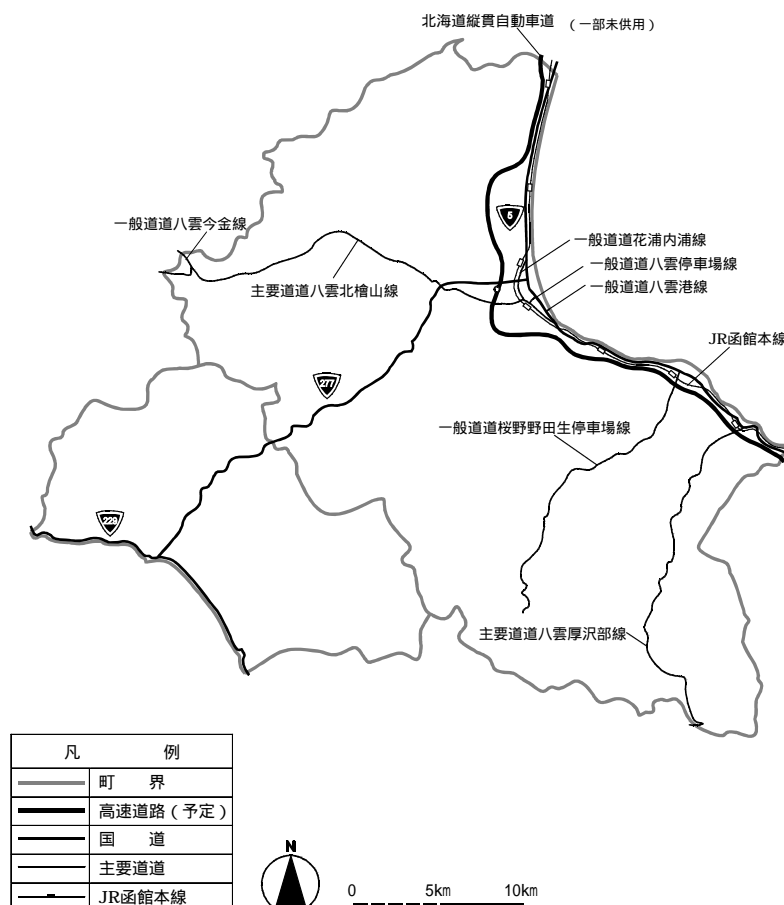 北海道縦貫自動車道 （一部未供用）
一般道道八雲今金線
5
一般道道花浦内浦線
一般道道八雲停車場線
主要道道八雲北檜山線
一般道道八雲港線
JR函館本線
277
一般道道桜野野田生停車場線
229
主要道道八雲厚沢部線
凡 例
町 界
高速道路（予定）
国 道
主要道道
JR函館本線
N
0 5km 10km